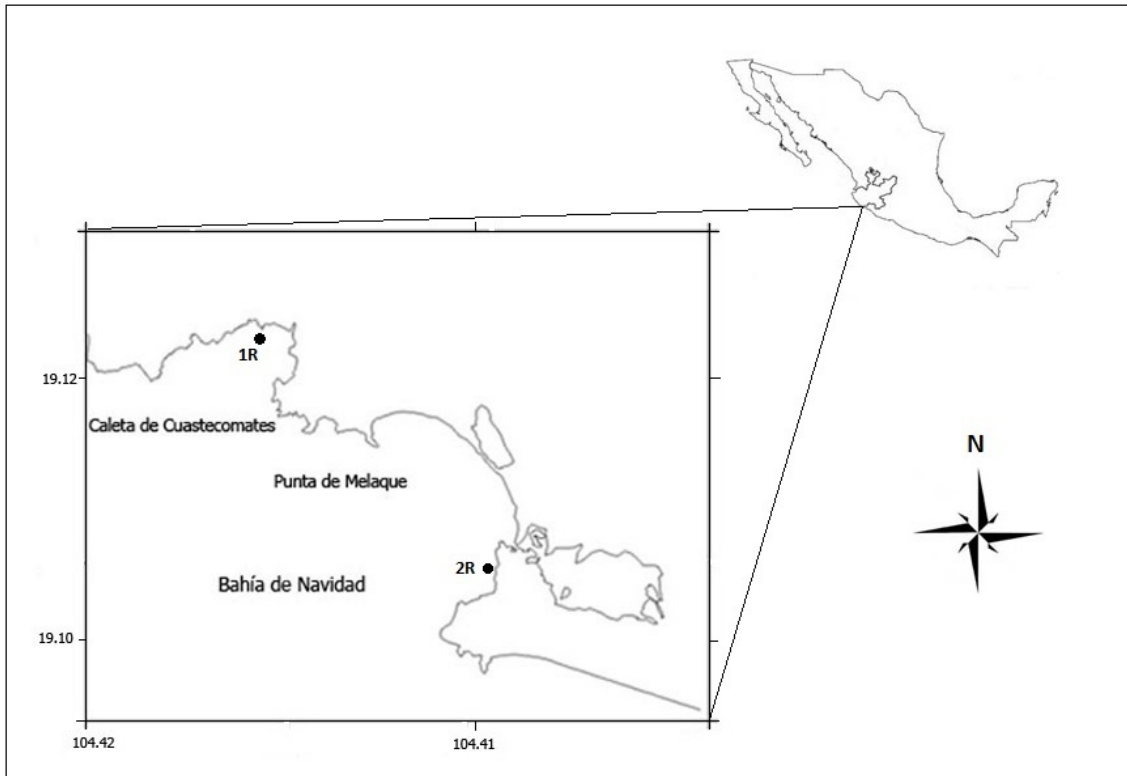 1R
19.12
Caleta de Cuastecomates
N
Punta de Melaque
2R
Bahía de Navidad
19.10
104.42
104.41